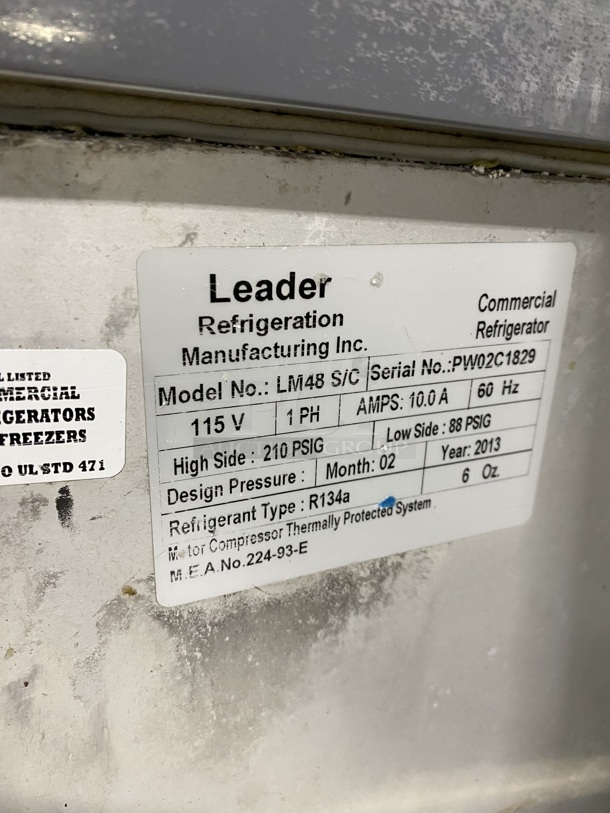 Leader
Refrigeration
Manufacturing Inc.
Commercial
Refrigerator
Model No.: LM48 S/C Serial No.:PW02C1829
115 V 1 PH AMPS: 10.0 A 60 Hz
High Side : 210 PSIG Low Side : 88 PSIG
Design Pressure : Month: 02 Year: 2013
Refrigerant Type : R134a 6 Oz.
Motor Compressor Thermally Protected System
M.E.A.No.224-93-E
LISTED
MERCIAL
GERATORS
FREEZERS
O UL STD 471